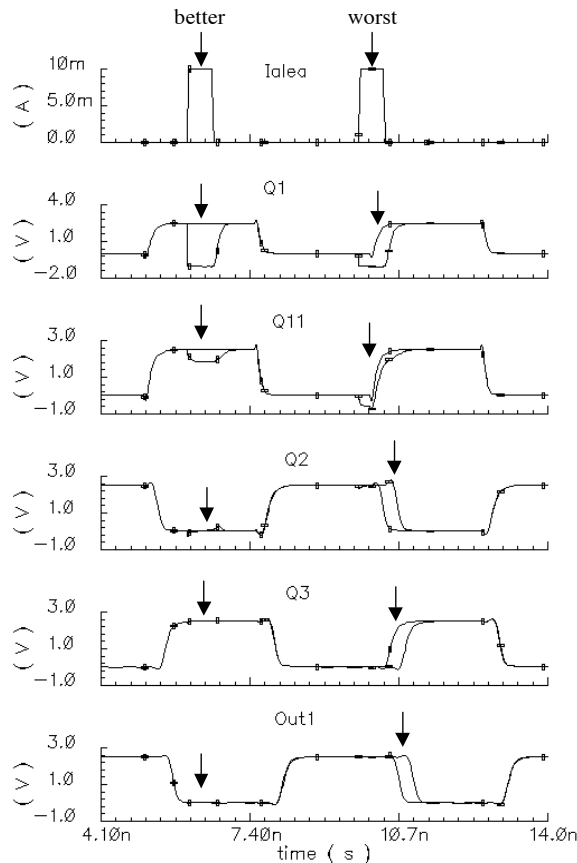 better worst
10m Ialea
5.0m
0.0
( A )
Q1
4.0
1.0
-2.0
( V )
Q11
3.0
1.0
-1.0
( V )
Q2
3.0
1.0
-1.0
( V )
Q3
3.0
1.0
-1.0
( V )
Out1
3.0
1.0
-1.0
( V )
4.10n 7.40n 10.7n 14.0n
time ( s )